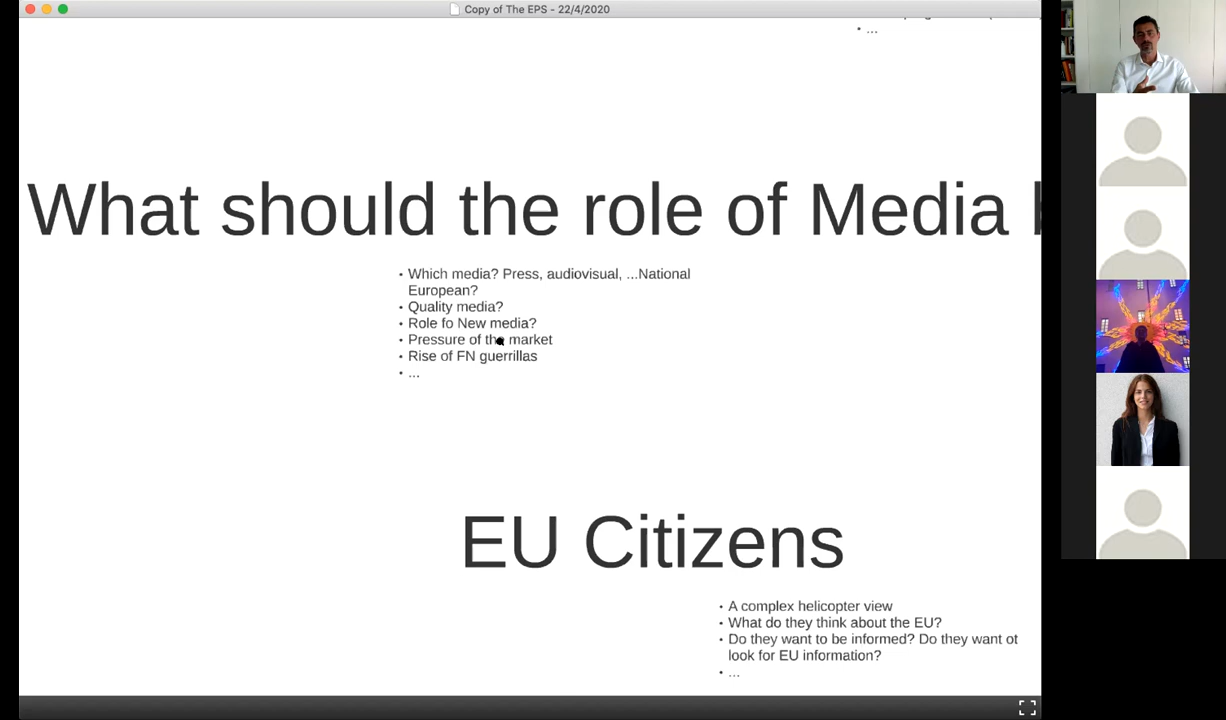 Copy of The EPS - 22/4/2020
• ...
What should the role of Media
• Which media? Press, audiovisual, ...National
European?
• Quality media?
• Role fo New media?
• Pressure of the market
• Rise of FN guerrillas
• ...
EU Citizens
• A complex helicopter view
• What do they think about the EU?
• Do they want to be informed? Do they want ot
look for EU information?
• ...